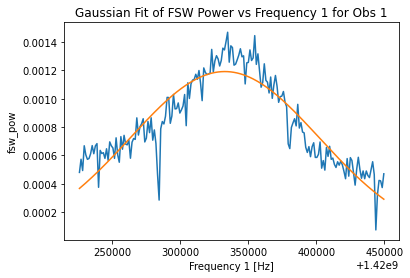 Gaussian Fit of FSW Power vs Frequency 1 for Obs 1
0.0014
0.0012
0.0010
0.0008
0.0006
0.0004
0.0002
fsw_pow
250000 300000 350000 400000 450000
+1.42e9
Frequency 1 [Hz]